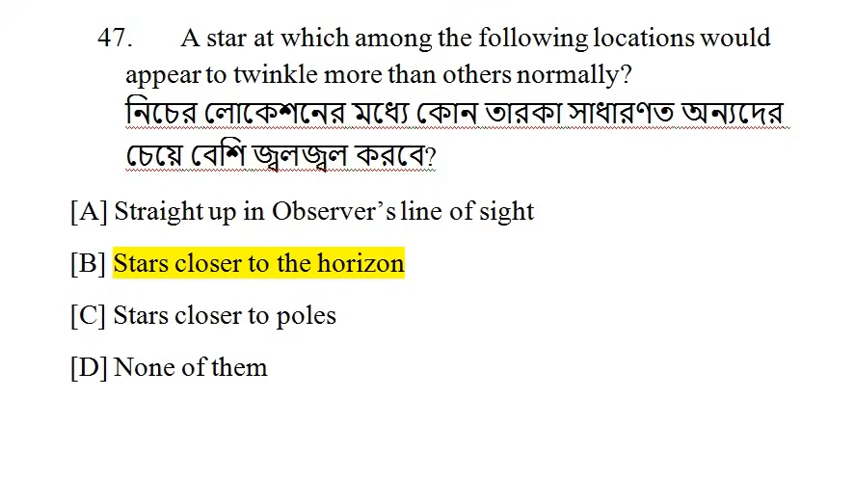 47. A star at which among the following locations would
appear to twinkle more than others normally?
নিচের লোকেশনের মধ্যে কোন তারকা সাধারণত অন্যদের
চেয়ে বেশি জ্বলজ্বল করবে?
[A] Straight up in Observer’s line of sight
[B] Stars closer to the horizon
[C] Stars closer to poles
[D] None of them